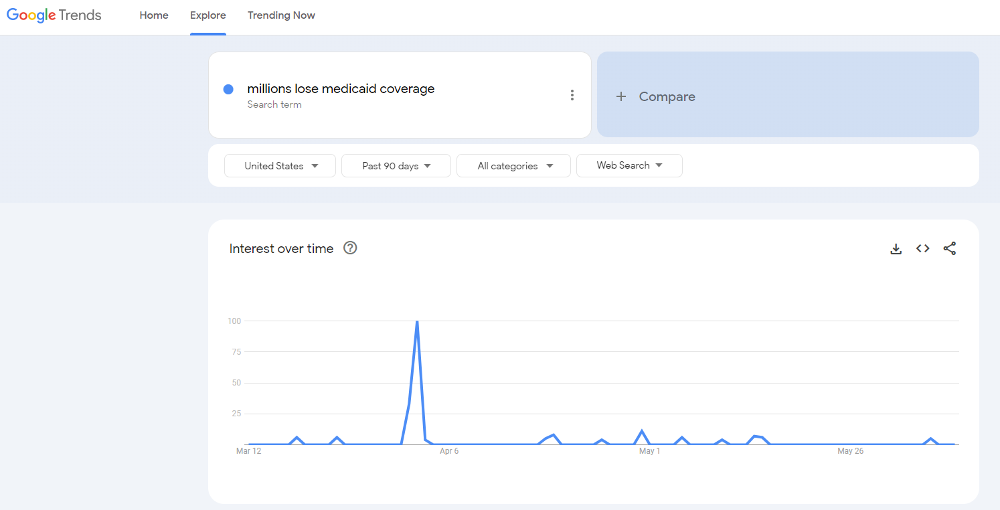 Google Trends Home Explore Trending Now
millions lose medicaid coverage
Search term
+ Compare
United States Past 90 days All categories Web Search
Interest over time ?
100
75
50
25
Mar 12 Apr 6 May 1 May 26